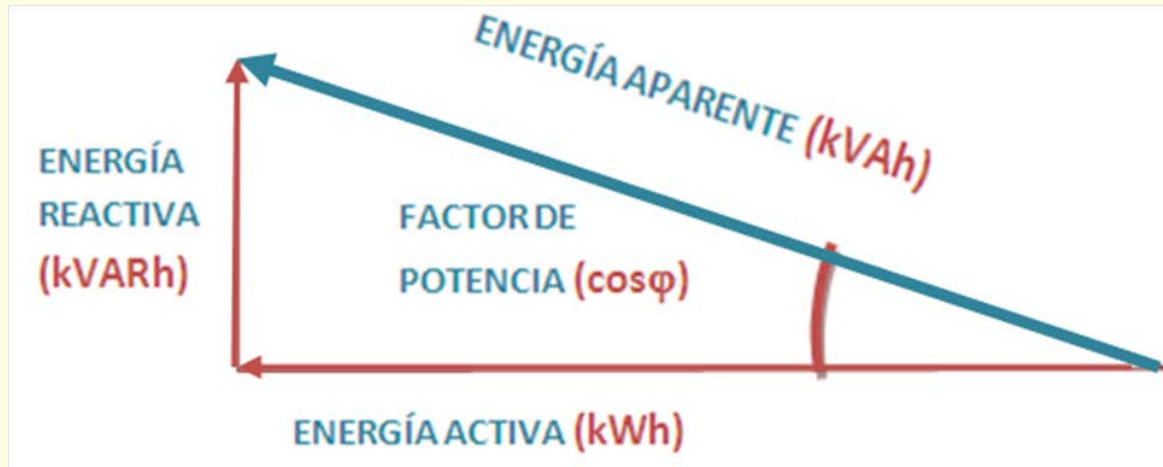 ENERGÍA APARENTE (kVAh)
ENERGÍA
REACTIVA
(kVARh)
FACTOR DE
POTENCIA (cosφ)
ENERGÍA ACTIVA (kWh)